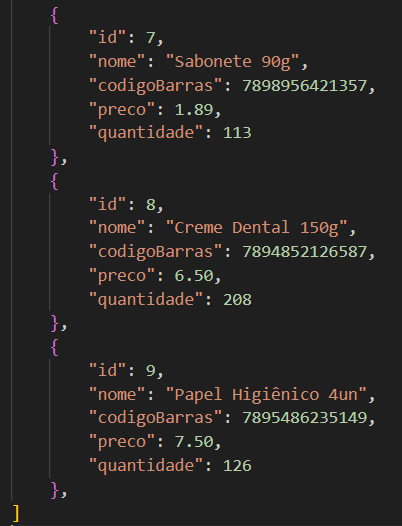 {
"id": 7,
"nome": "Sabonete 90g",
"codigoBarras": 7898956421357,
"preco": 1.89,
"quantidade": 113
},
{
"id": 8,
"nome": "Creme Dental 150g",
"codigoBarras": 7894852126587,
"preco": 6.50,
"quantidade": 208
},
{
"id": 9,
"nome": "Papel Higiênico 4un",
"codigoBarras": 7895486235149,
"preco": 7.50,
"quantidade": 126
},
]